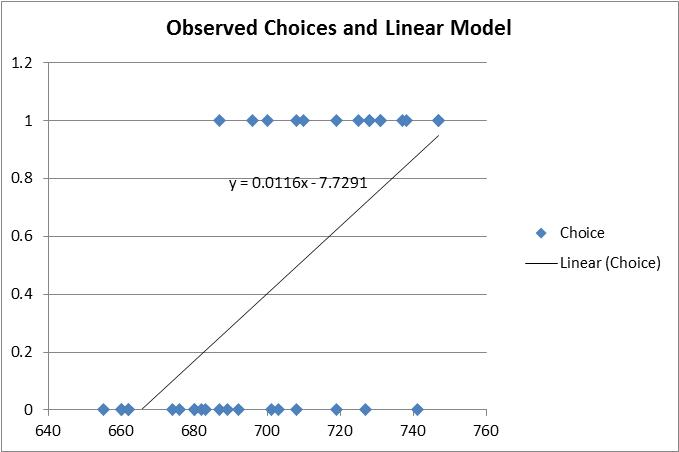 Observed Choices and Linear Model
1.2
1
0.8
0.6
0.4
0.2
0
640 660 680 700 720 740 760
y = 0.0116x - 7.7291
Choice
Linear (Choice)